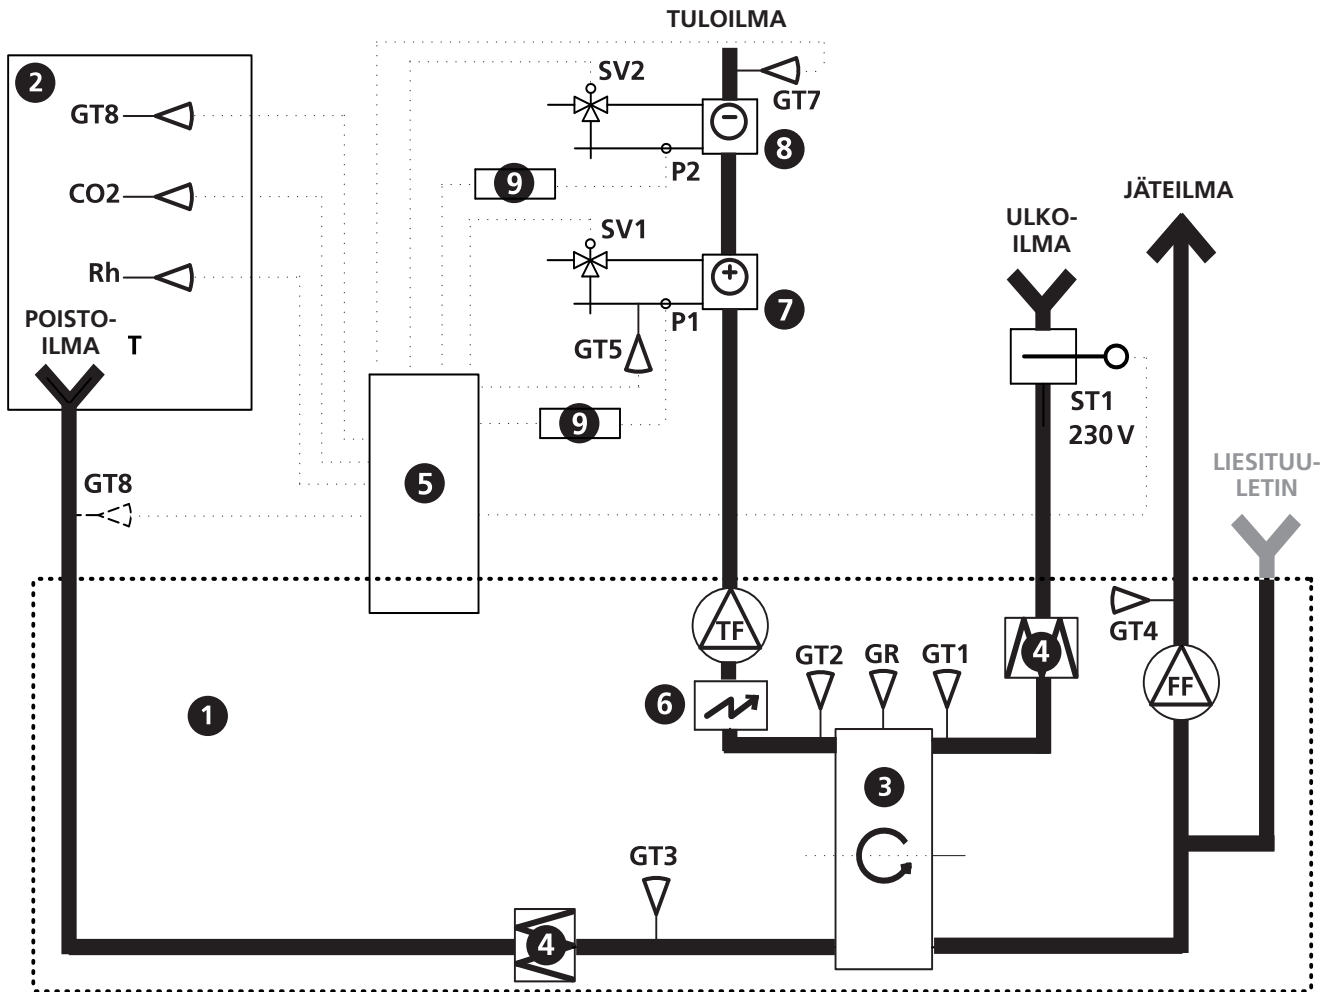 TULOILMA
2
SV2
GT7
GT8
8
P2
9
CO2
JÄTEILMA
SV1
ULKO-
ILMA
Rh
7
P1
POISTO-
ILMA T
GT5
ST1
230 V
9
LIESITUU-
LETIN
GT8
5
GT4
TF
4
GT2 GR GT1
FF
6
1
3
GT3
4